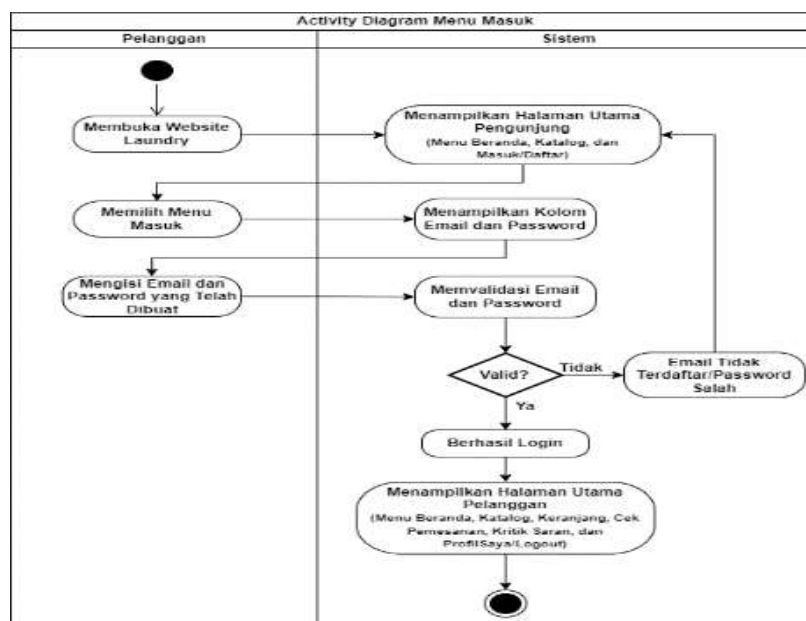 Activity Diagram Menu Masuk
Pelanggan
Sistem
Membuka Website
Laundry
Menampilkan Halaman Utama
Pengunjung
(Menu Beranda, Katalog, dan
Masuk/Daftar)
Memilih Menu
Masuk
Menampilkan Kolom
Email dan Password
Mengisi Email dan
Password yang Telah
Dibuat
Memvalidasi Email
dan Password
Valid?
Tidak
Email Tidak
Terdaftar/Password
Salah
Ya
Berhasil Login
Menampilkan Halaman Utama
Pelanggan
(Menu Beranda, Katalog, Keranjang, Cek
Pemesanan, Kritik Saran, dan
ProfilSaya/Logout)